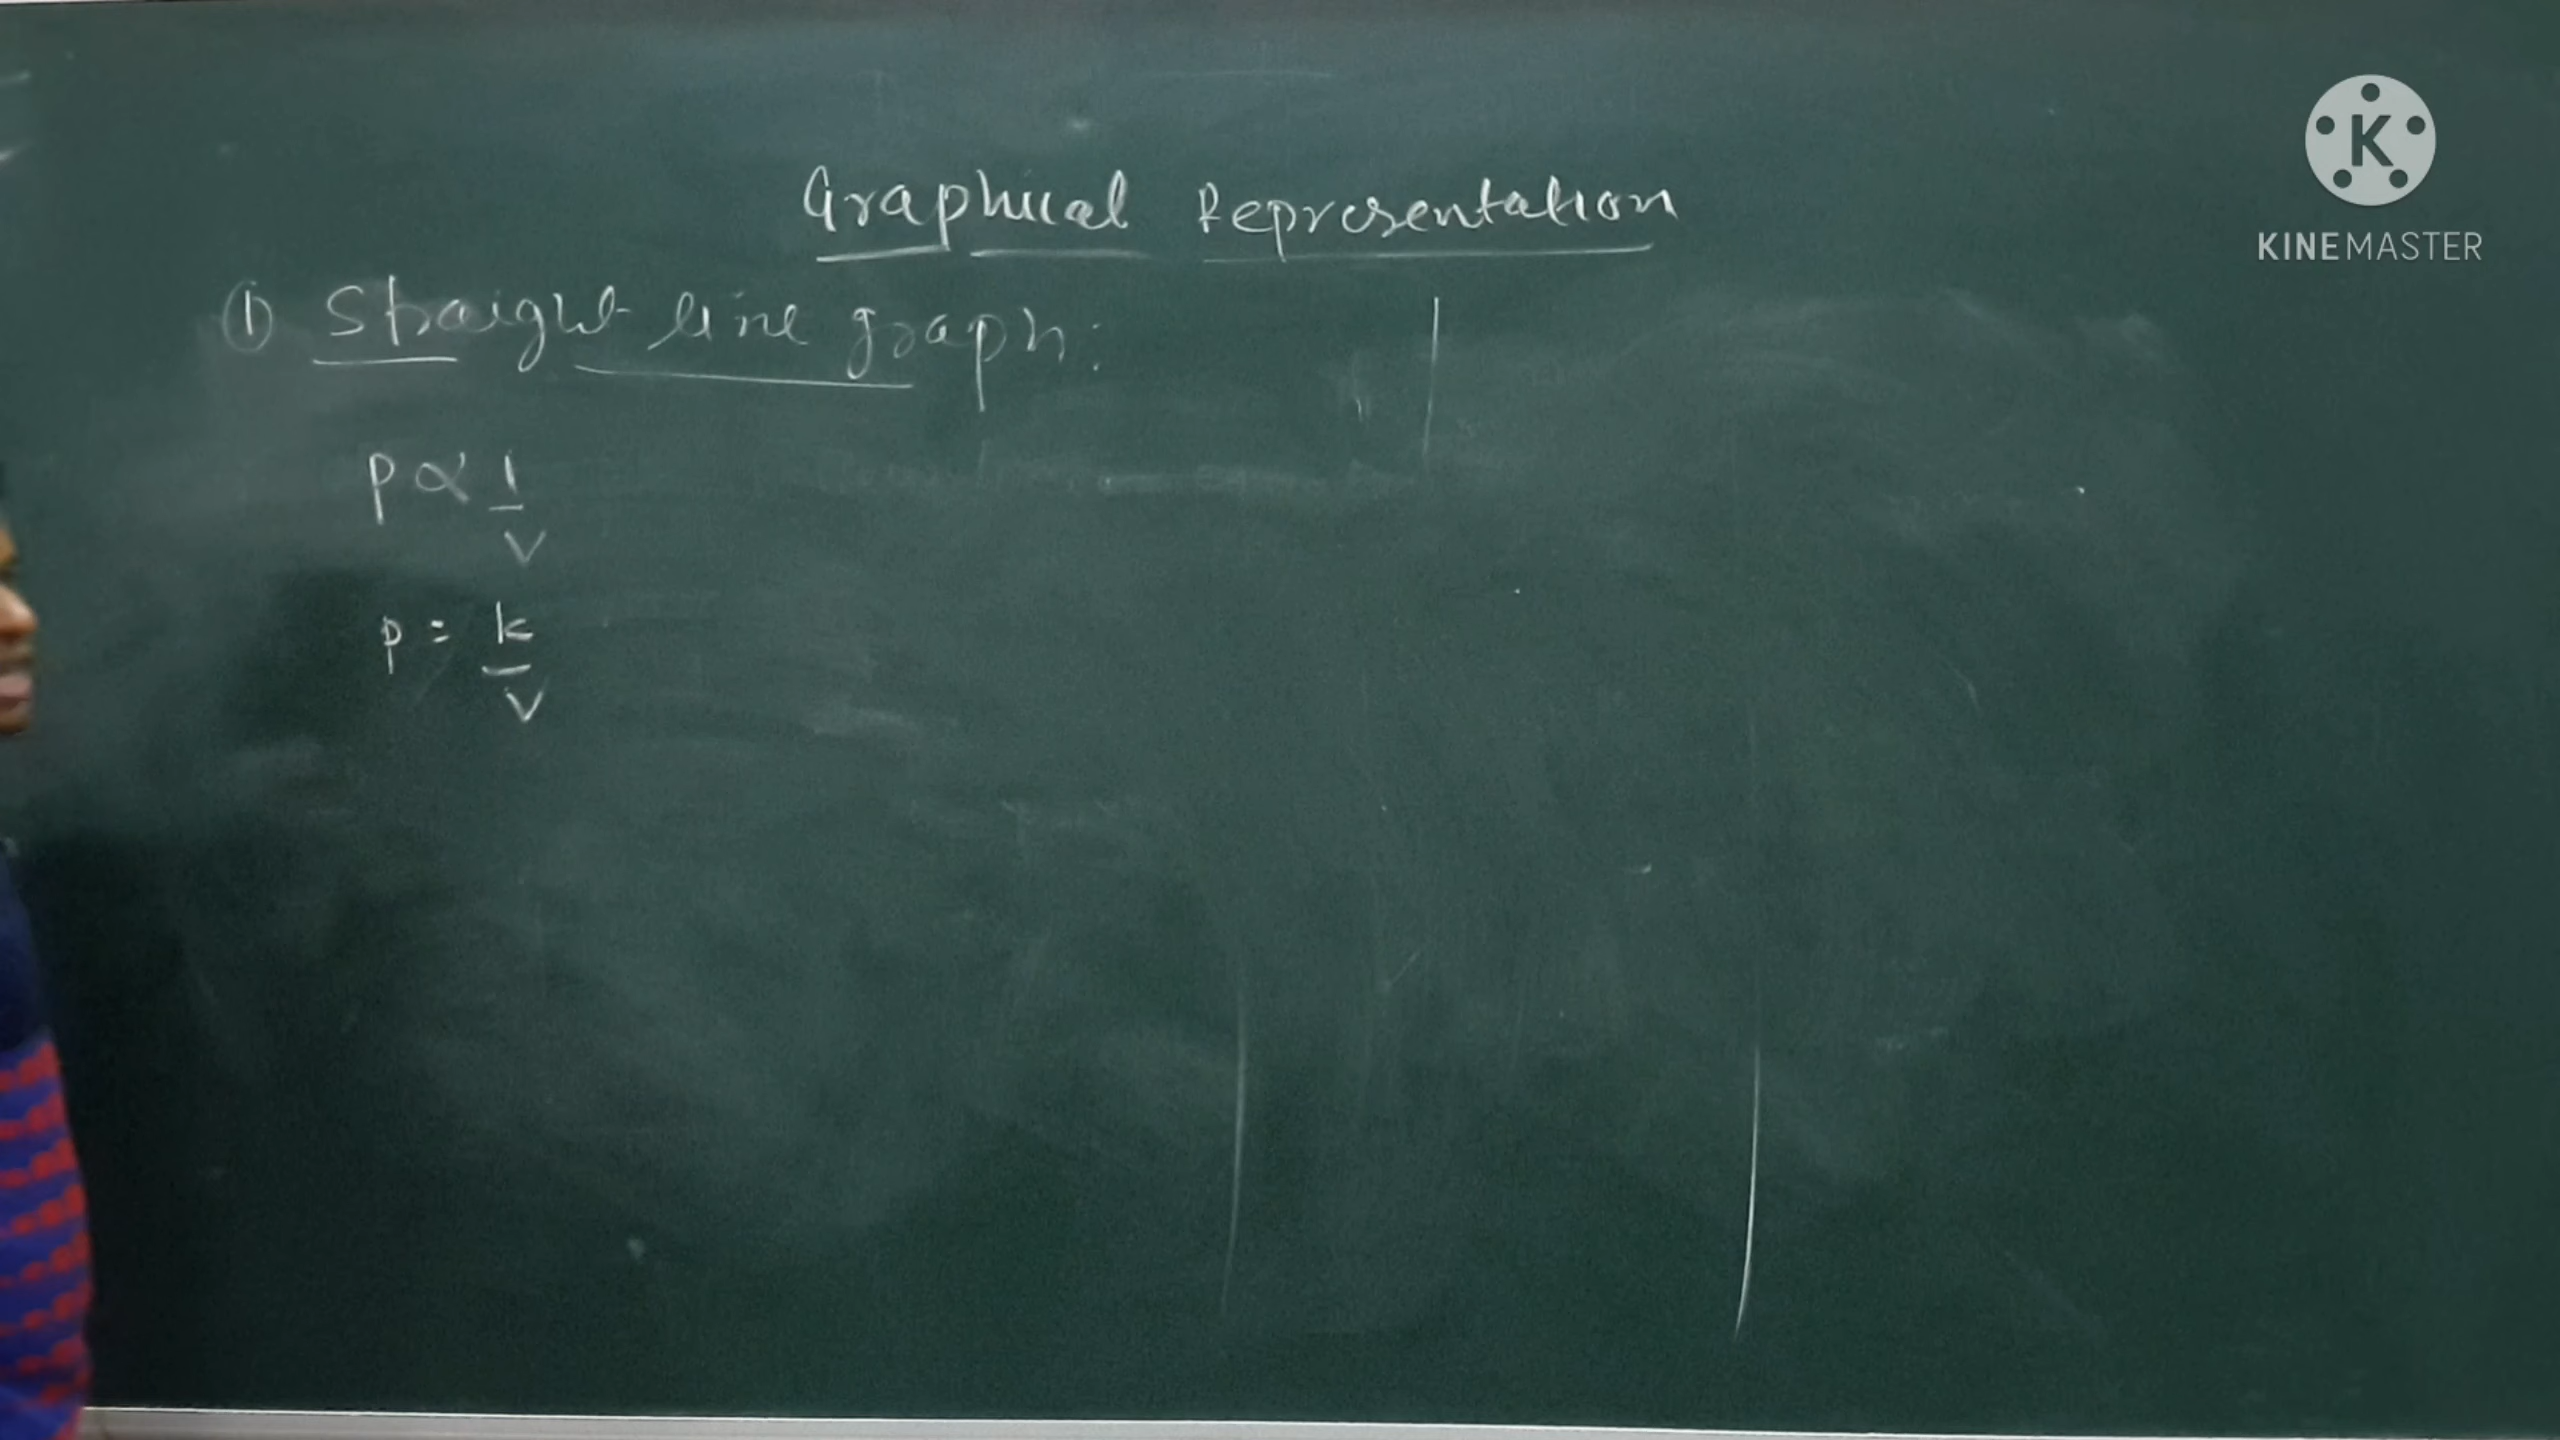 Graphical Representation
① Straight line graph:
P ∝ 1/V
P = k/V
K
KINEMASTER